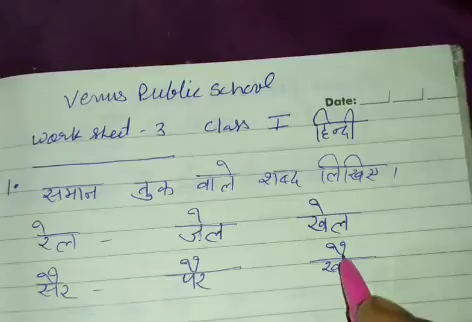 Venus Public School
Date:
Work sheet - 3 Class I हिन्दी
1. समान तुक वाले शब्द लिखिए।
रेल - जेल खेल
सैर - पैर